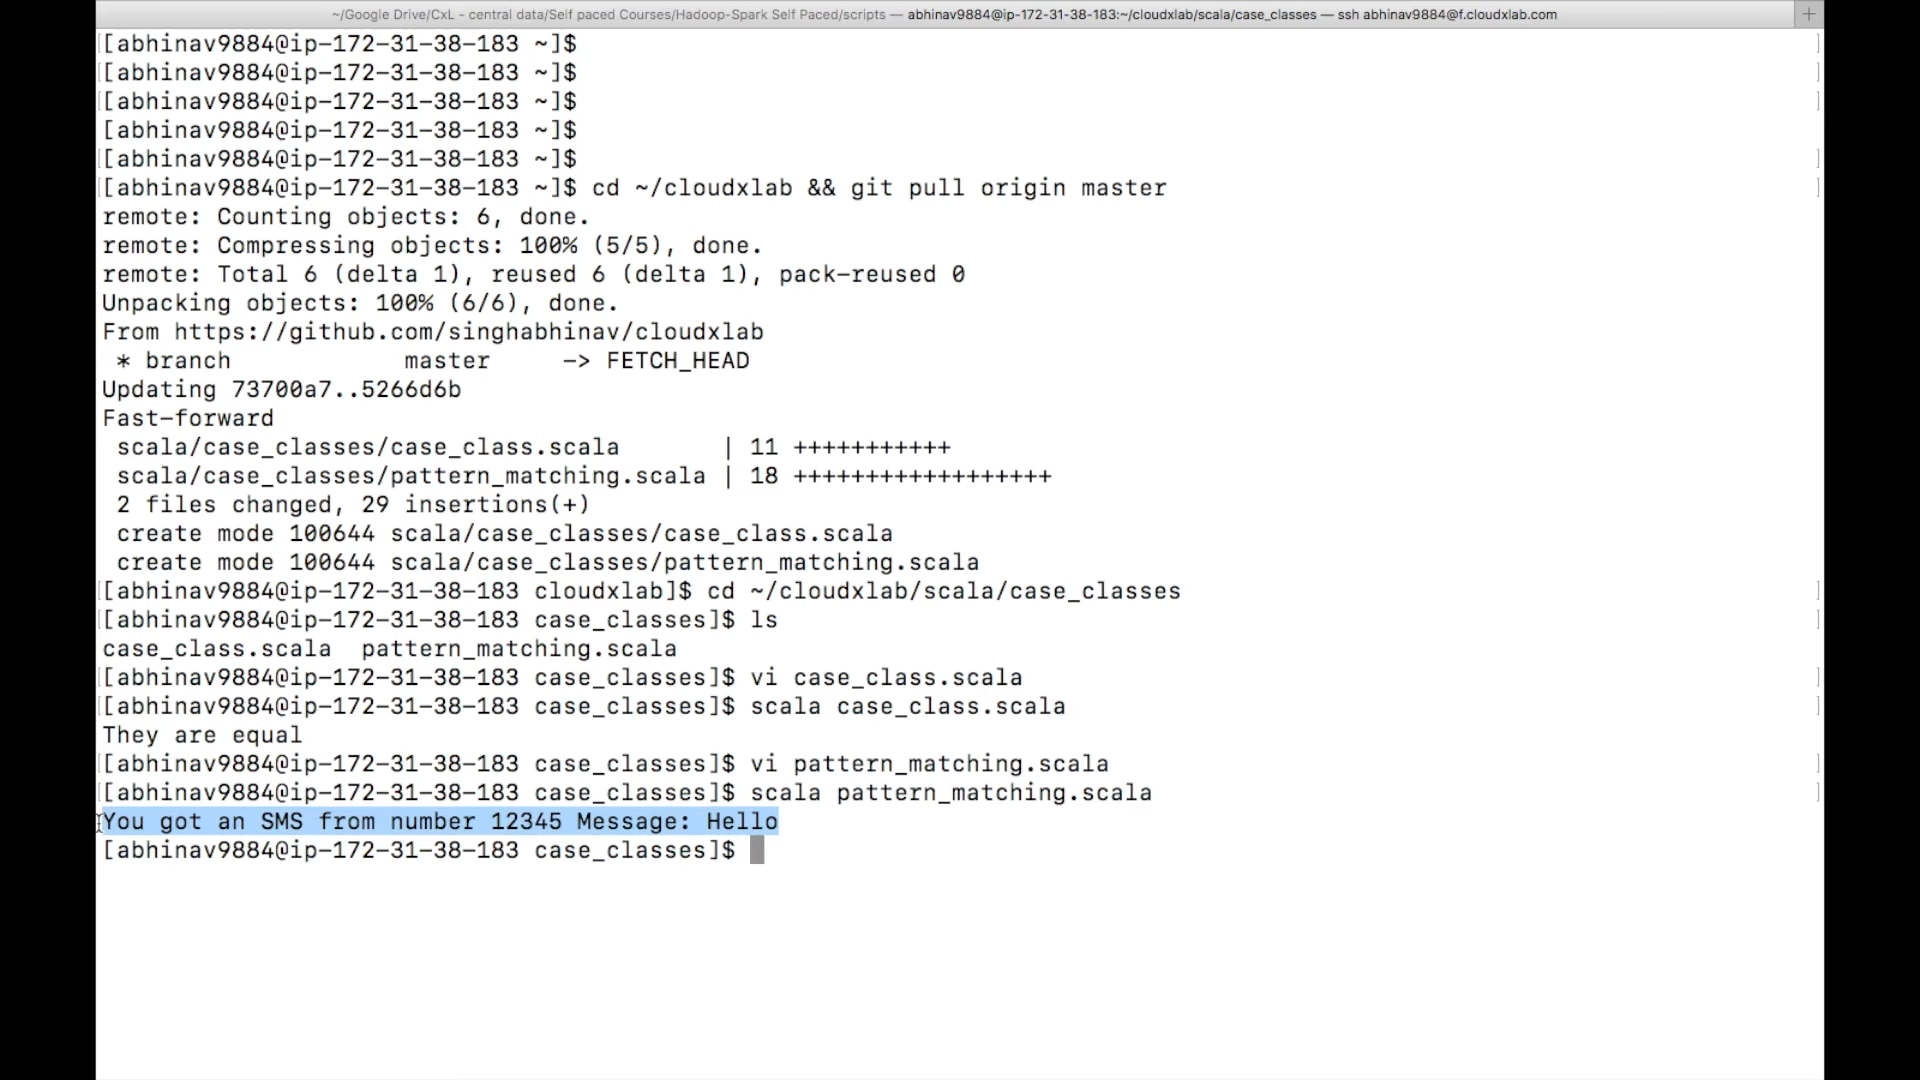 ~/Google Drive/CxL - central data/Self paced Courses/Hadoop-Spark Self Paced/scripts — abhinav9884@ip-172-31-38-183:~/cloudxlab/scala/case_classes — ssh abhinav9884@f.cloudxlab.com +
[abhinav9884@ip-172-31-38-183 ~]$
[abhinav9884@ip-172-31-38-183 ~]$
[abhinav9884@ip-172-31-38-183 ~]$
[abhinav9884@ip-172-31-38-183 ~]$
[abhinav9884@ip-172-31-38-183 ~]$
[abhinav9884@ip-172-31-38-183 ~]$ cd ~/cloudxlab && git pull origin master
remote: Counting objects: 6, done.
remote: Compressing objects: 100% (5/5), done.
remote: Total 6 (delta 1), reused 6 (delta 1), pack-reused 0
Unpacking objects: 100% (6/6), done.
From https://github.com/singhabhinav/cloudxlab
 * branch            master     -> FETCH_HEAD
Updating 73700a7..5266d6b
Fast-forward
 scala/case_classes/case_class.scala       | 11 +++++++++++
 scala/case_classes/pattern_matching.scala | 18 ++++++++++++++++++
 2 files changed, 29 insertions(+)
 create mode 100644 scala/case_classes/case_class.scala
 create mode 100644 scala/case_classes/pattern_matching.scala
[abhinav9884@ip-172-31-38-183 cloudxlab]$ cd ~/cloudxlab/scala/case_classes
[abhinav9884@ip-172-31-38-183 case_classes]$ ls
case_class.scala  pattern_matching.scala
[abhinav9884@ip-172-31-38-183 case_classes]$ vi case_class.scala
[abhinav9884@ip-172-31-38-183 case_classes]$ scala case_class.scala
They are equal
[abhinav9884@ip-172-31-38-183 case_classes]$ vi pattern_matching.scala
[abhinav9884@ip-172-31-38-183 case_classes]$ scala pattern_matching.scala
You got an SMS from number 12345 Message: Hello
[abhinav9884@ip-172-31-38-183 case_classes]$